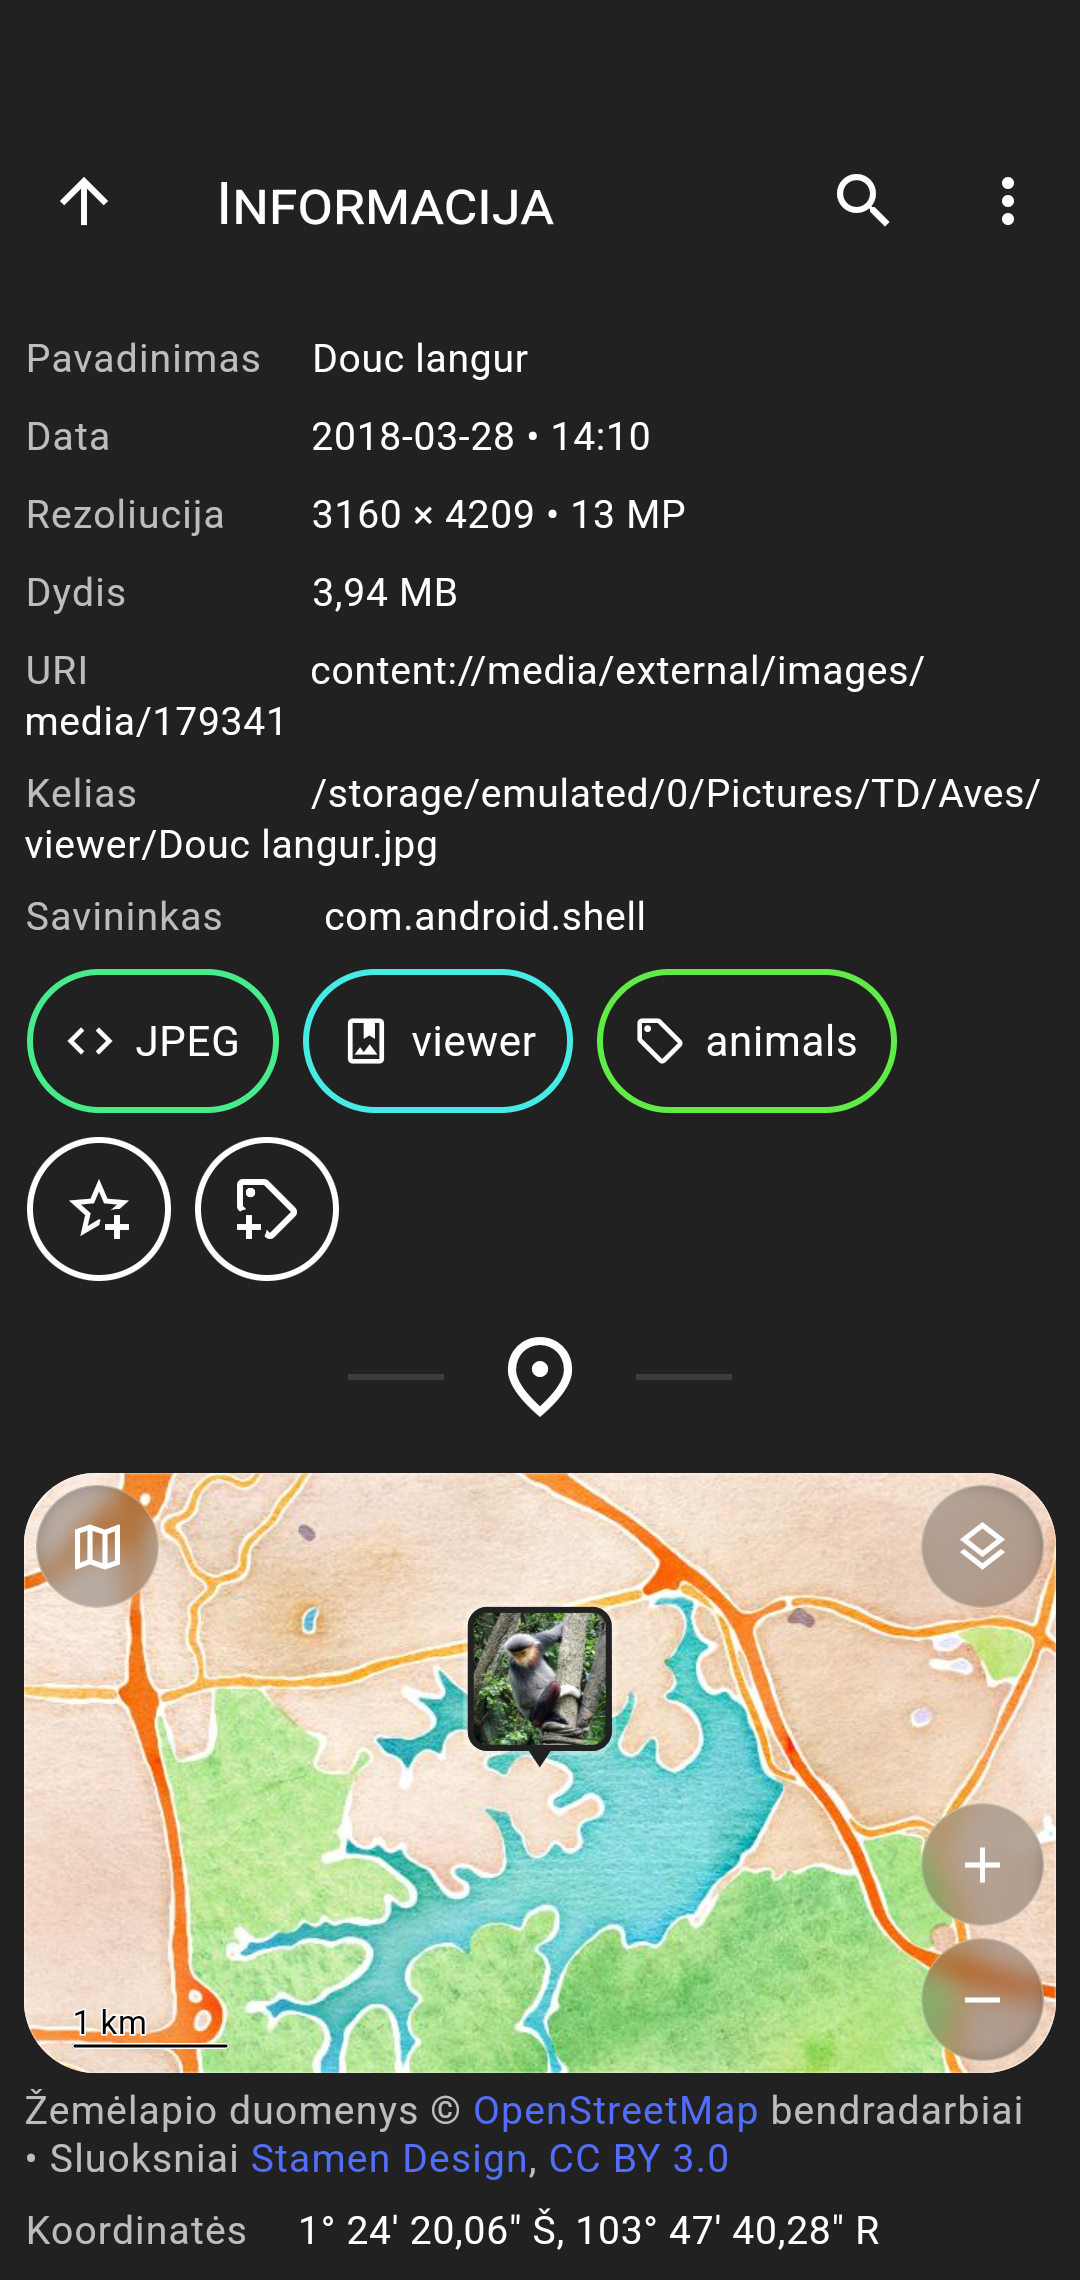 INFORMACIJA
Pavadinimas Douc langur
Data 2018-03-28 • 14:10
Rezoliucija 3160 × 4209 • 13 MP
Dydis 3,94 MB
URI content://media/external/images/
media/179341
Kelias /storage/emulated/0/Pictures/TD/Aves/
viewer/Douc langur.jpg
Savininkas com.android.shell
JPEG viewer animals
1 km
Žemėlapio duomenys © OpenStreetMap bendradarbiai
• Sluoksniai Stamen Design, CC BY 3.0
Koordinatės 1° 24' 20,06" Š, 103° 47' 40,28" R